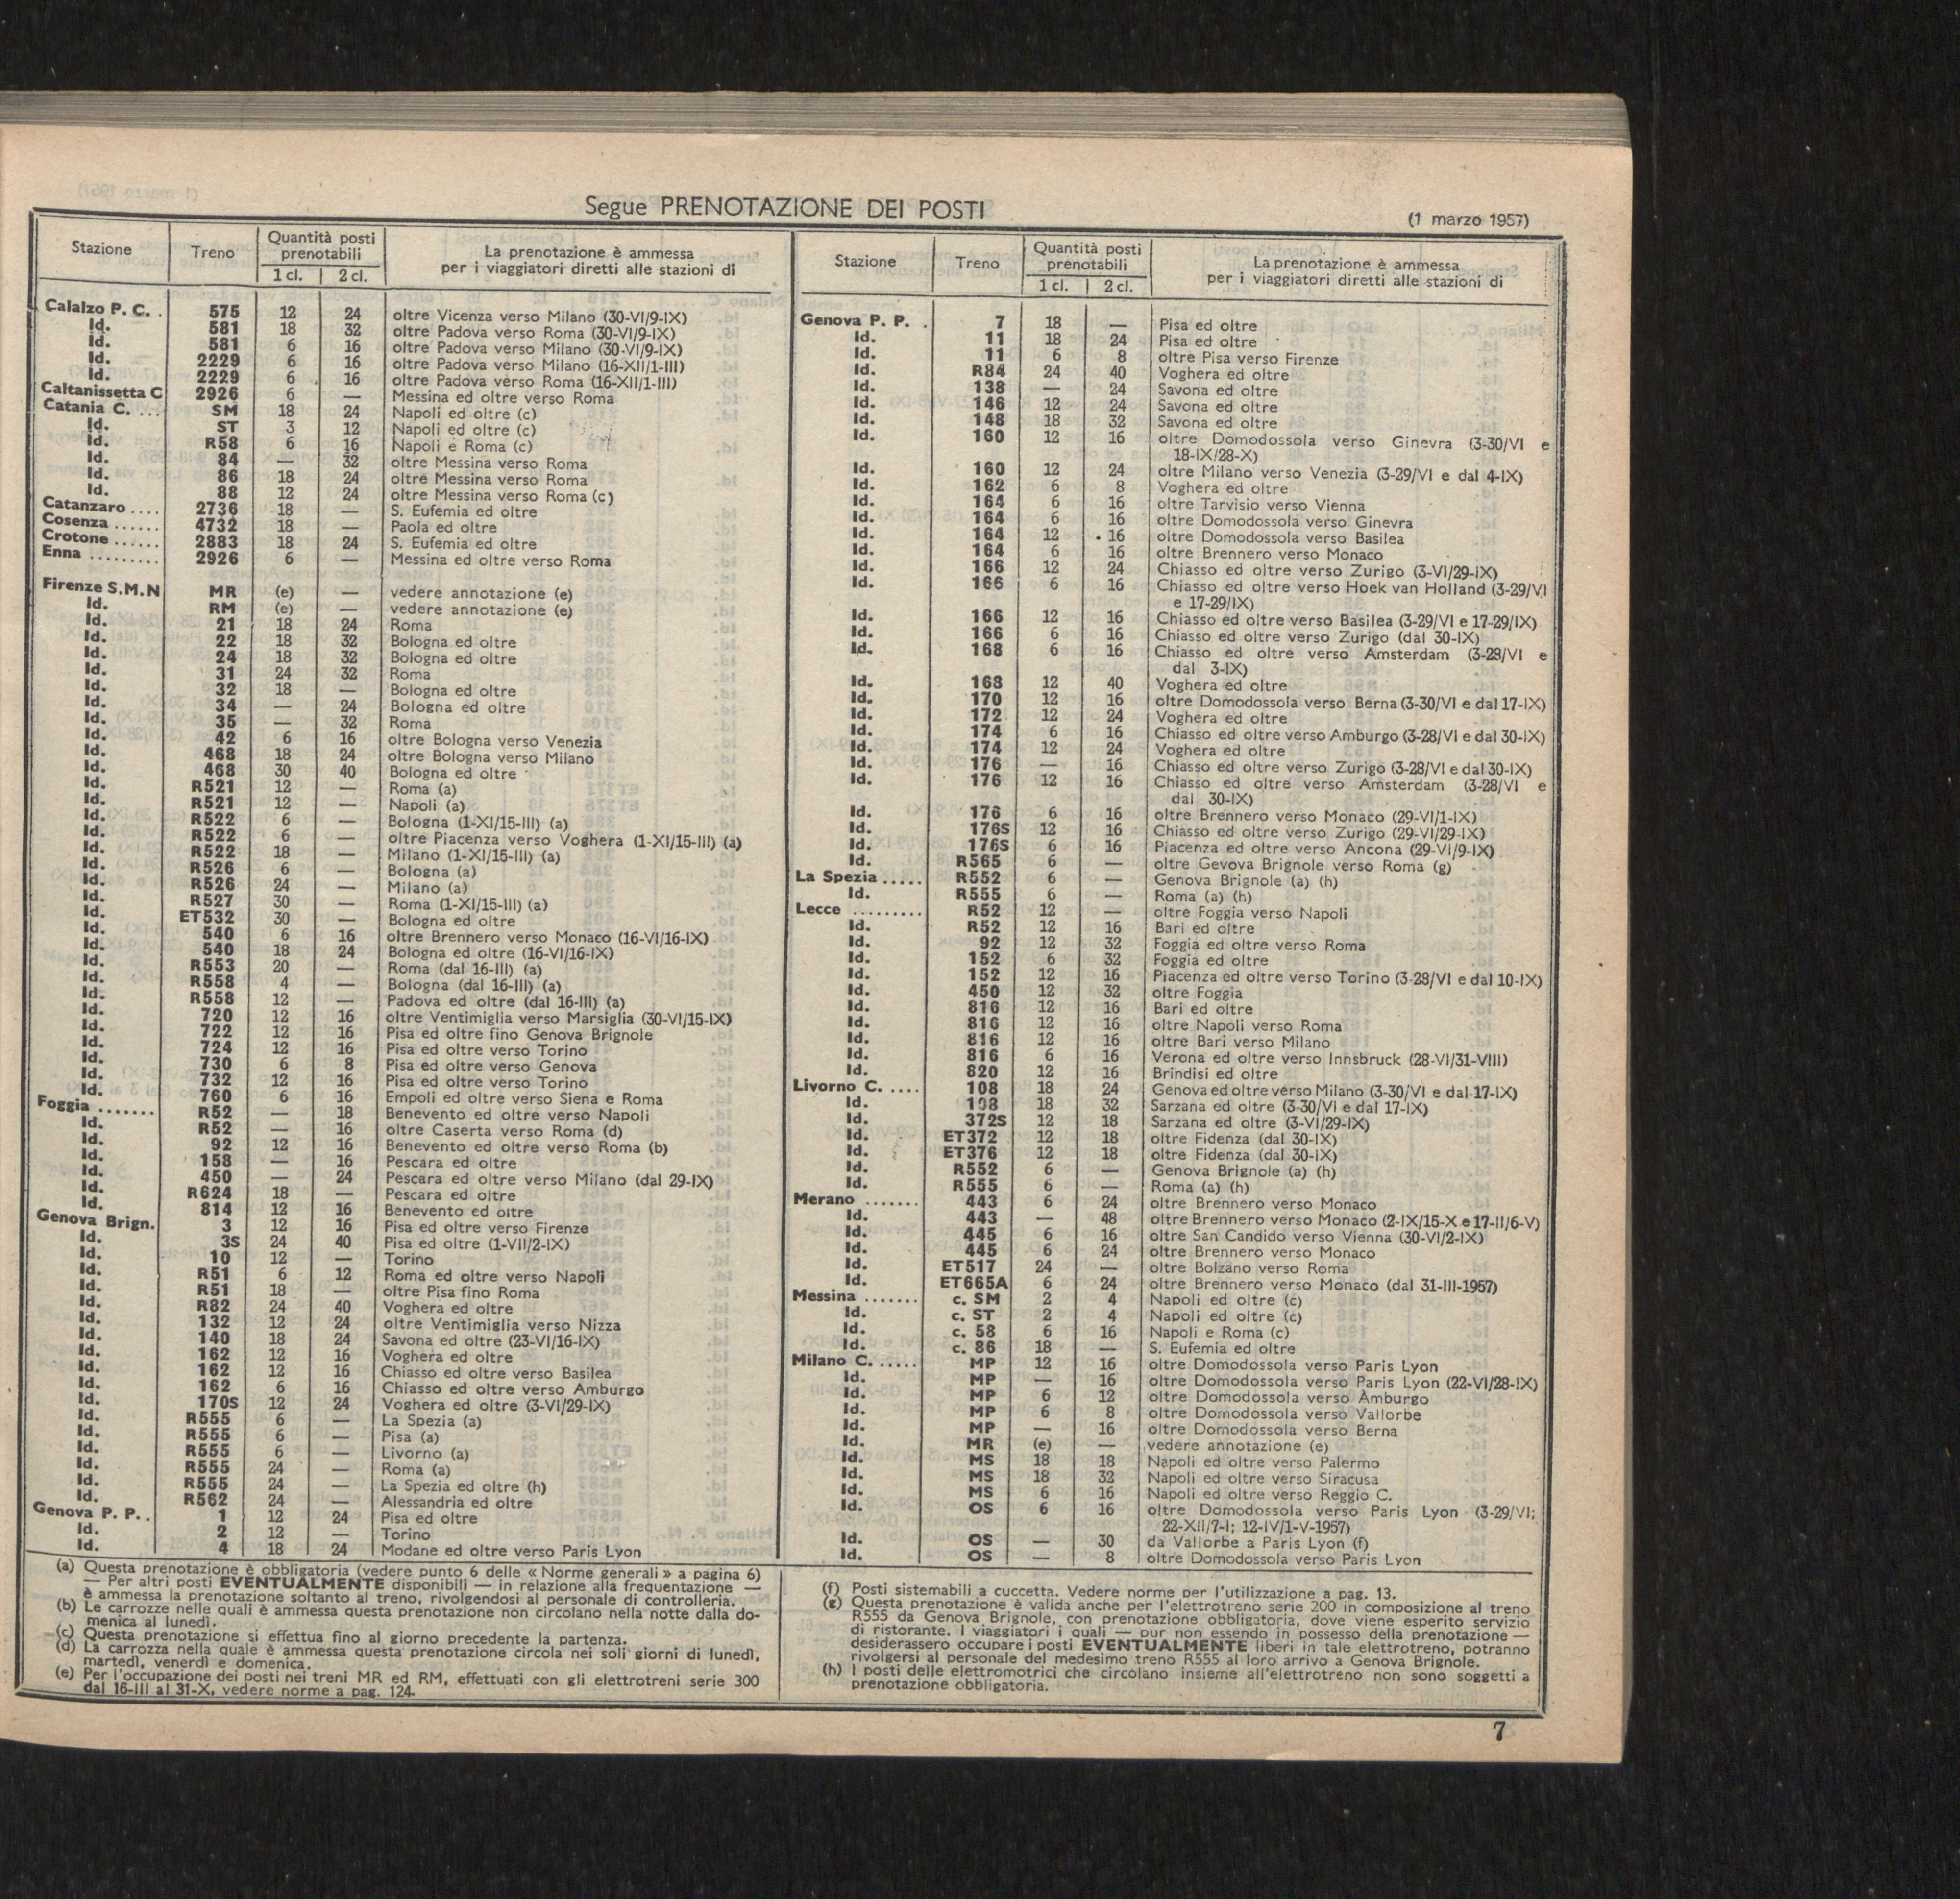 Segue PRENOTAZIONE DEI POSTI
(1 marzo 1957)
Stazione Treno Quantità posti prenotabili La prenotazione è ammessa
per i viaggiatori diretti alle stazioni di
1 cl. 2 cl.
Calalzo P. C. . 575 12 24 oltre Vicenza verso Milano (30-VI/9-IX)
Id. 581 18 32 oltre Padova verso Roma (30-VI/9-IX)
Id. 581 6 16 oltre Padova verso Milano (30-VI/9-IX)
Id. 2229 6 16 oltre Padova verso Milano (16-XII/1-III)
Id. 2229 6 16 oltre Padova verso Roma (16-XII/1-III)
Caltanissetta C 2926 6 — Messina ed oltre verso Roma
Catania C. ... SM 18 24 Napoli ed oltre (c)
Id. ST 3 12 Napoli ed oltre (c)
Id. R58 6 16 Napoli e Roma (c)
Id. 84 — 32 oltre Messina verso Roma
Id. 86 18 24 oltre Messina verso Roma
Id. 88 12 24 oltre Messina verso Roma (c)
Catanzaro .... 2736 18 — S. Eufemia ed oltre
Cosenza ...... 4732 18 — Paola ed oltre
Crotone ...... 2883 18 24 S. Eufemia ed oltre
Enna ......... 2926 6 — Messina ed oltre verso Roma
Firenze S.M.N MR (e) — vedere annotazione (e)
Id. RM (e) — vedere annotazione (e)
Id. 21 18 24 Roma
Id. 22 18 32 Bologna ed oltre
Id. 24 18 32 Bologna ed oltre
Id. 31 24 32 Roma
Id. 32 18 — Bologna ed oltre
Id. 34 — 24 Bologna ed oltre
Id. 35 — 32 Roma
Id. 42 6 16 oltre Bologna verso Venezia
Id. 468 18 24 oltre Bologna verso Milano
Id. 468 30 40 Bologna ed oltre
Id. R521 12 — Roma (a)
Id. R521 12 — Napoli (a)
Id. R522 6 — Bologna (1-XI/15-III) (a)
Id. R522 6 — oltre Piacenza verso Voghera (1-XI/15-III) (a)
Id. R522 18 — Milano (1-XI/15-III) (a)
Id. R526 6 — Bologna (a)
Id. R526 24 — Milano (a)
Id. R527 30 — Roma (1-XI/15-III) (a)
Id. ET532 30 — Bologna ed oltre
Id. 540 6 16 oltre Brennero verso Monaco (16-VI/16-IX)
Id. 540 18 24 Bologna ed oltre (16-VI/16-IX)
Id. R553 20 — Roma (dal 16-III) (a)
Id. R558 4 — Bologna (dal 16-III) (a)
Id. R558 12 — Padova ed oltre (dal 16-III) (a)
Id. 720 12 16 oltre Ventimiglia verso Marsiglia (30-VI/15-IX)
Id. 722 12 16 Pisa ed oltre fino Genova Brignole
Id. 724 12 16 Pisa ed oltre verso Torino
Id. 730 6 8 Pisa ed oltre verso Genova
Id. 732 12 16 Pisa ed oltre verso Torino
Id. 760 6 16 Empoli ed oltre verso Siena e Roma
Foggia ....... R52 — 18 Benevento ed oltre verso Napoli
Id. R52 — 16 oltre Caserta verso Roma (d)
Id. 92 12 16 Benevento ed oltre verso Roma (b)
Id. 158 — 16 Pescara ed oltre
Id. 450 — 24 Pescara ed oltre verso Milano (dal 29-IX)
Id. R624 18 — Pescara ed oltre
Id. 814 12 16 Benevento ed oltre
Genova Brign. 3 12 16 Pisa ed oltre verso Firenze
Id. 3S 24 40 Pisa ed oltre (1-VII/2-IX)
Id. 10 12 — Torino
Id. R51 6 12 Roma ed oltre verso Napoli
Id. R51 18 — oltre Pisa fino Roma
Id. R82 24 40 Voghera ed oltre
Id. 132 12 24 oltre Ventimiglia verso Nizza
Id. 140 18 24 Savona ed oltre (23-VI/16-IX)
Id. 162 12 16 Voghera ed oltre
Id. 162 12 16 Chiasso ed oltre verso Basilea
Id. 162 6 16 Chiasso ed oltre verso Amburgo
Id. 170S 12 24 Voghera ed oltre (3-VI/29-IX)
Id. R555 6 — La Spezia (a)
Id. R555 6 — Pisa (a)
Id. R555 6 — Livorno (a)
Id. R555 24 — Roma (a)
Id. R555 24 — La Spezia ed oltre (h)
Id. R562 24 — Alessandria ed oltre
Genova P. P. . 1 12 24 Pisa ed oltre
Id. 2 12 — Torino
Id. 4 18 24 Modane ed oltre verso Paris Lyon
(a) Questa prenotazione è obbligatoria (vedere punto 6 delle « Norme generali » a pagina 6)
— Per altri posti EVENTUALMENTE disponibili — in relazione alla frequentazione —
è ammessa la prenotazione soltanto al treno, rivolgendosi al personale di controlleria.
(b) Le carrozze nelle quali è ammessa questa prenotazione non circolano nella notte dalla do-
menica al lunedì.
(c) Questa prenotazione si effettua fino al giorno precedente la partenza.
(d) La carrozza nella quale è ammessa questa prenotazione circola nei soli giorni di lunedì,
martedì, venerdì e domenica.
(e) Per l'occupazione dei posti nei treni MR ed RM, effettuati con gli elettrotreni serie 300
dal 16-III al 31-X, vedere norme a pag. 124.
Stazione Treno Quantità posti prenotabili La prenotazione è ammessa
per i viaggiatori diretti alle stazioni di
1 cl. 2 cl.
Genova P. P. . 7 18 — Pisa ed oltre
Id. 11 18 24 Pisa ed oltre
Id. 11 6 8 oltre Pisa verso Firenze
Id. R84 24 40 Voghera ed oltre
Id. 138 — 24 Savona ed oltre
Id. 146 12 24 Savona ed oltre
Id. 148 18 32 Savona ed oltre
Id. 160 12 16 oltre Domodossola verso Ginevra (3-30/VI e
18-IX/28-X)
Id. 160 12 24 oltre Milano verso Venezia (3-29/VI e dal 4-IX)
Id. 162 6 8 Voghera ed oltre
Id. 164 6 16 oltre Tarvisio verso Vienna
Id. 164 6 16 oltre Domodossola verso Ginevra
Id. 164 12 16 oltre Domodossola verso Basilea
Id. 164 6 16 oltre Brennero verso Monaco
Id. 166 12 24 Chiasso ed oltre verso Zurigo (3-VI/29-IX)
Id. 166 6 16 Chiasso ed oltre verso Hoek van Holland (3-29/VI
e 17-29/IX)
Id. 166 12 16 Chiasso ed oltre verso Basilea (3-29/VI e 17-29/IX)
Id. 166 6 16 Chiasso ed oltre verso Zurigo (dal 30-IX)
Id. 168 6 16 Chiasso ed oltre verso Amsterdam (3-28/VI e
dal 3-IX)
Id. 168 12 40 Voghera ed oltre
Id. 170 12 16 oltre Domodossola verso Berna (3-30/VI e dal 17-IX)
Id. 172 12 24 Voghera ed oltre
Id. 174 6 16 Chiasso ed oltre verso Amburgo (3-28/VI e dal 30-IX)
Id. 174 12 24 Voghera ed oltre
Id. 176 — 16 Chiasso ed oltre verso Zurigo (3-28/VI e dal 30-IX)
Id. 176 12 16 Chiasso ed oltre verso Amsterdam (3-28/VI e
dal 30-IX)
Id. 176 6 16 oltre Brennero verso Monaco (29-VI/1-IX)
Id. 176S 12 16 Chiasso ed oltre verso Zurigo (29-VI/29-IX)
Id. 176S 6 16 Piacenza ed oltre verso Ancona (29-VI/9-IX)
Id. R565 6 — oltre Gevova Brignole verso Roma (g)
La Spezia ..... R552 6 — Genova Brignole (a) (h)
Id. R555 6 — Roma (a) (h)
Lecce ......... R52 12 — oltre Foggia verso Napoli
Id. R52 12 16 Bari ed oltre
Id. 92 12 32 Foggia ed oltre verso Roma
Id. 152 6 32 Foggia ed oltre
Id. 152 12 16 Piacenza ed oltre verso Torino (3-28/VI e dal 10-IX)
Id. 450 12 32 oltre Foggia
Id. 816 12 16 Bari ed oltre
Id. 816 12 16 oltre Napoli verso Roma
Id. 816 12 16 oltre Bari verso Milano
Id. 816 6 16 Verona ed oltre verso Innsbruck (28-VI/31-VIII)
Id. 820 12 16 Brindisi ed oltre
Livorno C. .... 108 18 24 Genova ed oltre verso Milano (3-30/VI e dal 17-IX)
Id. 108 18 32 Sarzana ed oltre (3-30/VI e dal 17-IX)
Id. 372S 12 18 Sarzana ed oltre (3-VI/29-IX)
Id. ET372 12 18 oltre Fidenza (dal 30-IX)
Id. ET376 12 18 oltre Fidenza (dal 30-IX)
Id. R552 6 — Genova Brignole (a) (h)
Id. R555 6 — Roma (a) (h)
Merano ....... 443 6 24 oltre Brennero verso Monaco
Id. 443 — 48 oltre Brennero verso Monaco (2-IX/15-X e 17-II/6-V)
Id. 445 6 16 oltre San Candido verso Vienna (30-VI/2-IX)
Id. 445 6 24 oltre Brennero verso Monaco
Id. ET517 24 — oltre Bolzano verso Roma
Id. ET665A 6 24 oltre Brennero verso Monaco (dal 31-III-1957)
Messina ....... c. SM 2 4 Napoli ed oltre (c)
Id. c. ST 2 4 Napoli ed oltre (c)
Id. c. 58 6 16 Napoli e Roma (c)
Id. c. 86 18 — S. Eufemia ed oltre
Milano C. ..... MP 12 16 oltre Domodossola verso Paris Lyon
Id. MP — 16 oltre Domodossola verso Paris Lyon (22-VI/28-IX)
Id. MP 6 12 oltre Domodossola verso Amburgo
Id. MP 6 8 oltre Domodossola verso Vallorbe
Id. MP — 16 oltre Domodossola verso Berna
Id. MR (e) — vedere annotazione (e)
Id. MS 18 18 Napoli ed oltre verso Palermo
Id. MS 18 32 Napoli ed oltre verso Siracusa
Id. MS 6 16 Napoli ed oltre verso Reggio C.
Id. OS 6 16 oltre Domodossola verso Paris Lyon (3-29/VI;
22-XII/7-I; 12-IV/1-V-1957)
Id. OS — 30 da Vallorbe a Paris Lyon (f)
Id. OS — 8 oltre Domodossola verso Paris Lyon
(f) Posti sistemabili a cuccetta. Vedere norme per l'utilizzazione a pag. 13.
(g) Questa prenotazione è valida anche per l'elettrotreno serie 200 in composizione al treno
R555 da Genova Brignole, con prenotazione obbligatoria, dove viene esperito servizio
di ristorante. I viaggiatori i quali — pur non essendo in possesso della prenotazione —
desiderassero occupare i posti EVENTUALMENTE liberi in tale elettrotreno, potranno
rivolgersi al personale del medesimo treno R555 al loro arrivo a Genova Brignole.
(h) I posti delle elettromotrici che circolano insieme all'elettrotreno non sono soggetti a
prenotazione obbligatoria.
7